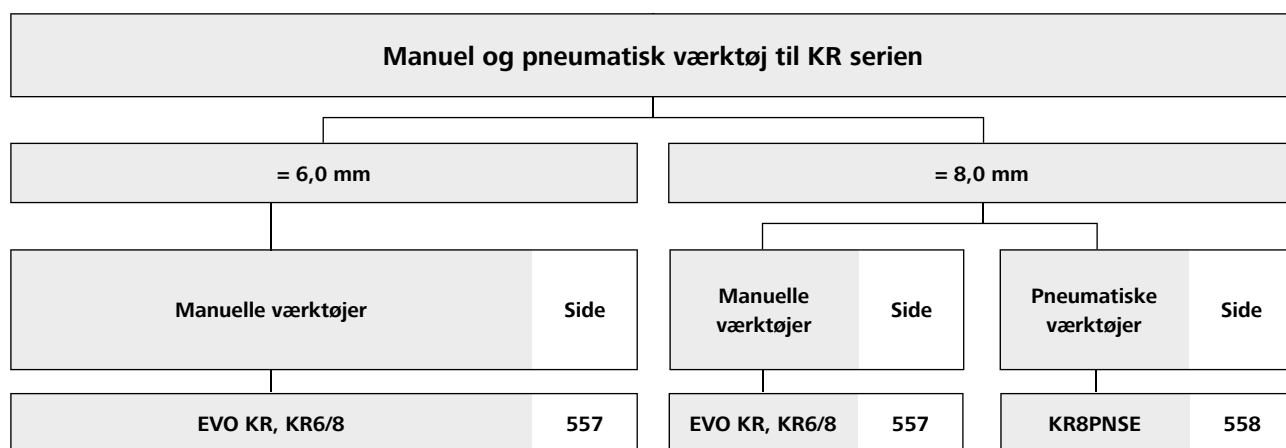 Manuel og pneumatisk værktøj til KR serien
= 6,0 mm
= 8,0 mm
Manuelle værktøjer
Side
Manuelle
værktøjer
Side
Pneumatiske
værktøjer
Side
EVO KR, KR6/8
557
EVO KR, KR6/8
557
KR8PNSE
558